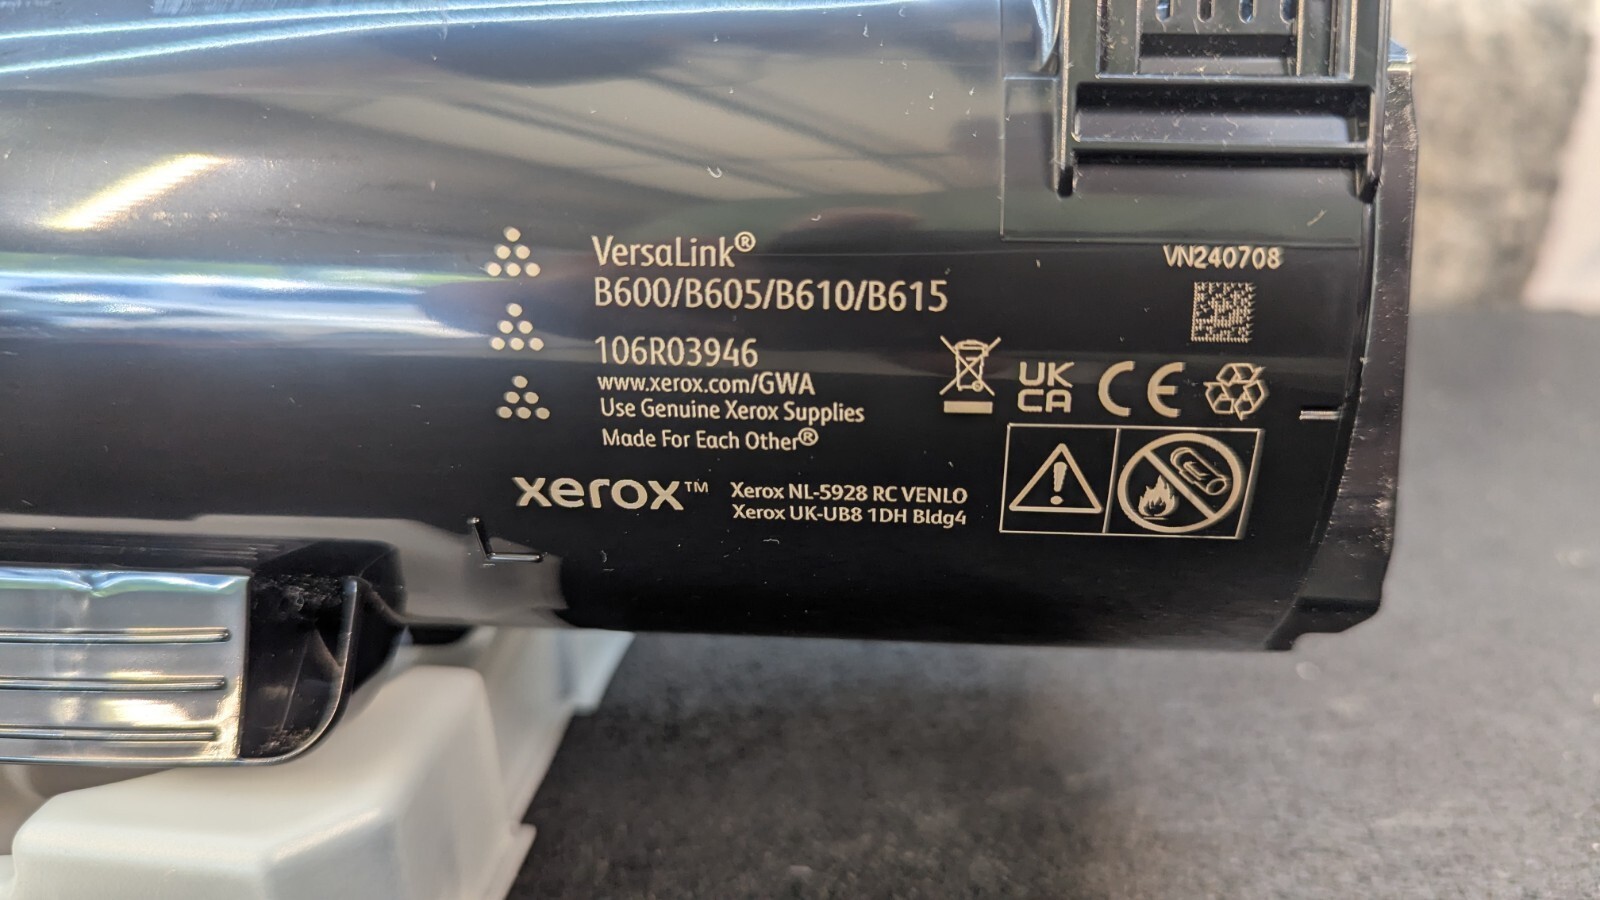 VersaLink®
B600/B605/B610/B615
106R03946
www.xerox.com/GWA
Use Genuine Xerox Supplies
Made For Each Other®
xerox™
Xerox NL-5928 RC VENLO
Xerox UK-UB8 1DH Bldg4
VN240708
UK
CA
CE